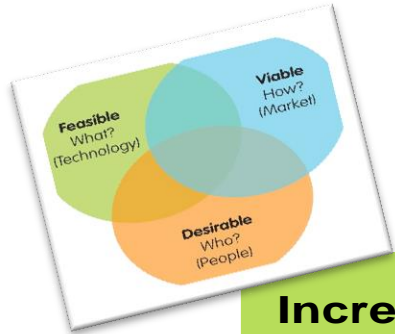 Feasible
What?
(Technology)
Viable
How?
(Market)
Desirable
Who?
(People)
Incre